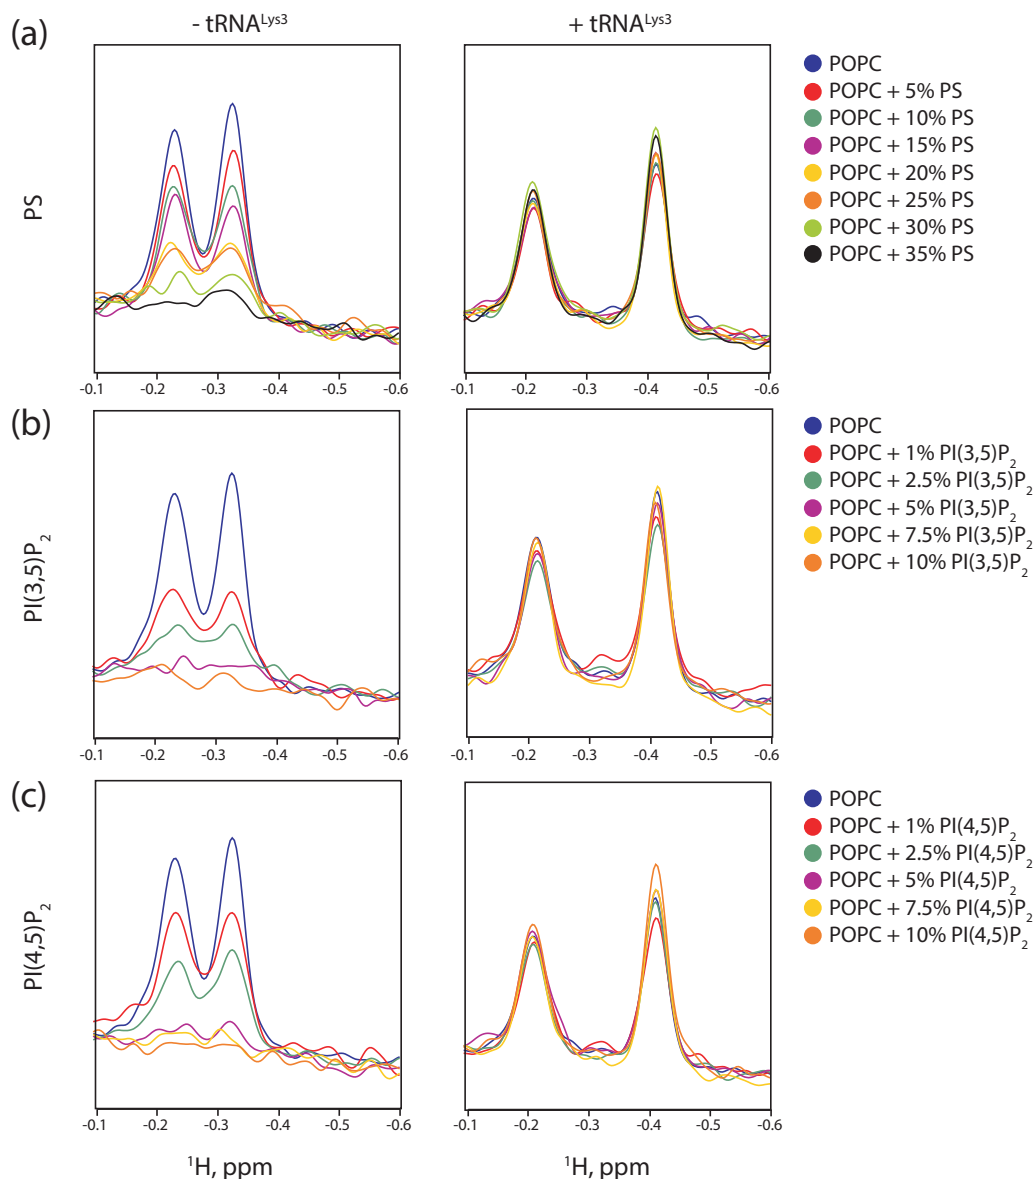 (a)
- tRNA^Lys3
+ tRNA^Lys3
PS
POPC
POPC + 5% PS
POPC + 10% PS
POPC + 15% PS
POPC + 20% PS
POPC + 25% PS
POPC + 30% PS
POPC + 35% PS
-0.1 -0.2 -0.3 -0.4 -0.5 -0.6
-0.1 -0.2 -0.3 -0.4 -0.5 -0.6
(b)
PI(3,5)P₂
POPC
POPC + 1% PI(3,5)P₂
POPC + 2.5% PI(3,5)P₂
POPC + 5% PI(3,5)P₂
POPC + 7.5% PI(3,5)P₂
POPC + 10% PI(3,5)P₂
-0.1 -0.2 -0.3 -0.4 -0.5 -0.6
-0.1 -0.2 -0.3 -0.4 -0.5 -0.6
(c)
PI(4,5)P₂
POPC
POPC + 1% PI(4,5)P₂
POPC + 2.5% PI(4,5)P₂
POPC + 5% PI(4,5)P₂
POPC + 7.5% PI(4,5)P₂
POPC + 10% PI(4,5)P₂
-0.1 -0.2 -0.3 -0.4 -0.5 -0.6
-0.1 -0.2 -0.3 -0.4 -0.5 -0.6
¹H, ppm
¹H, ppm